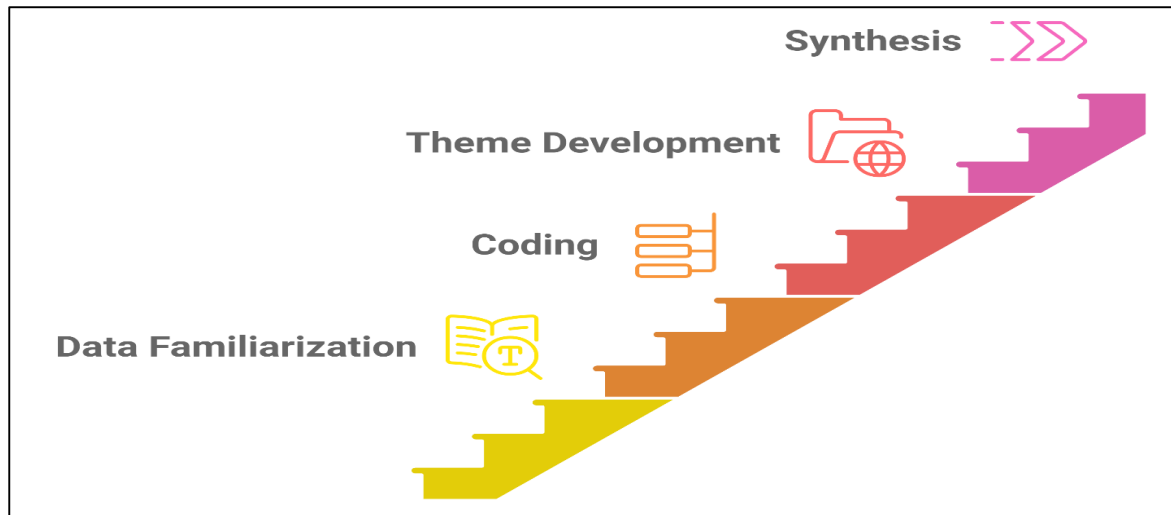 Synthesis
Theme Development
Coding
Data Familiarization
T